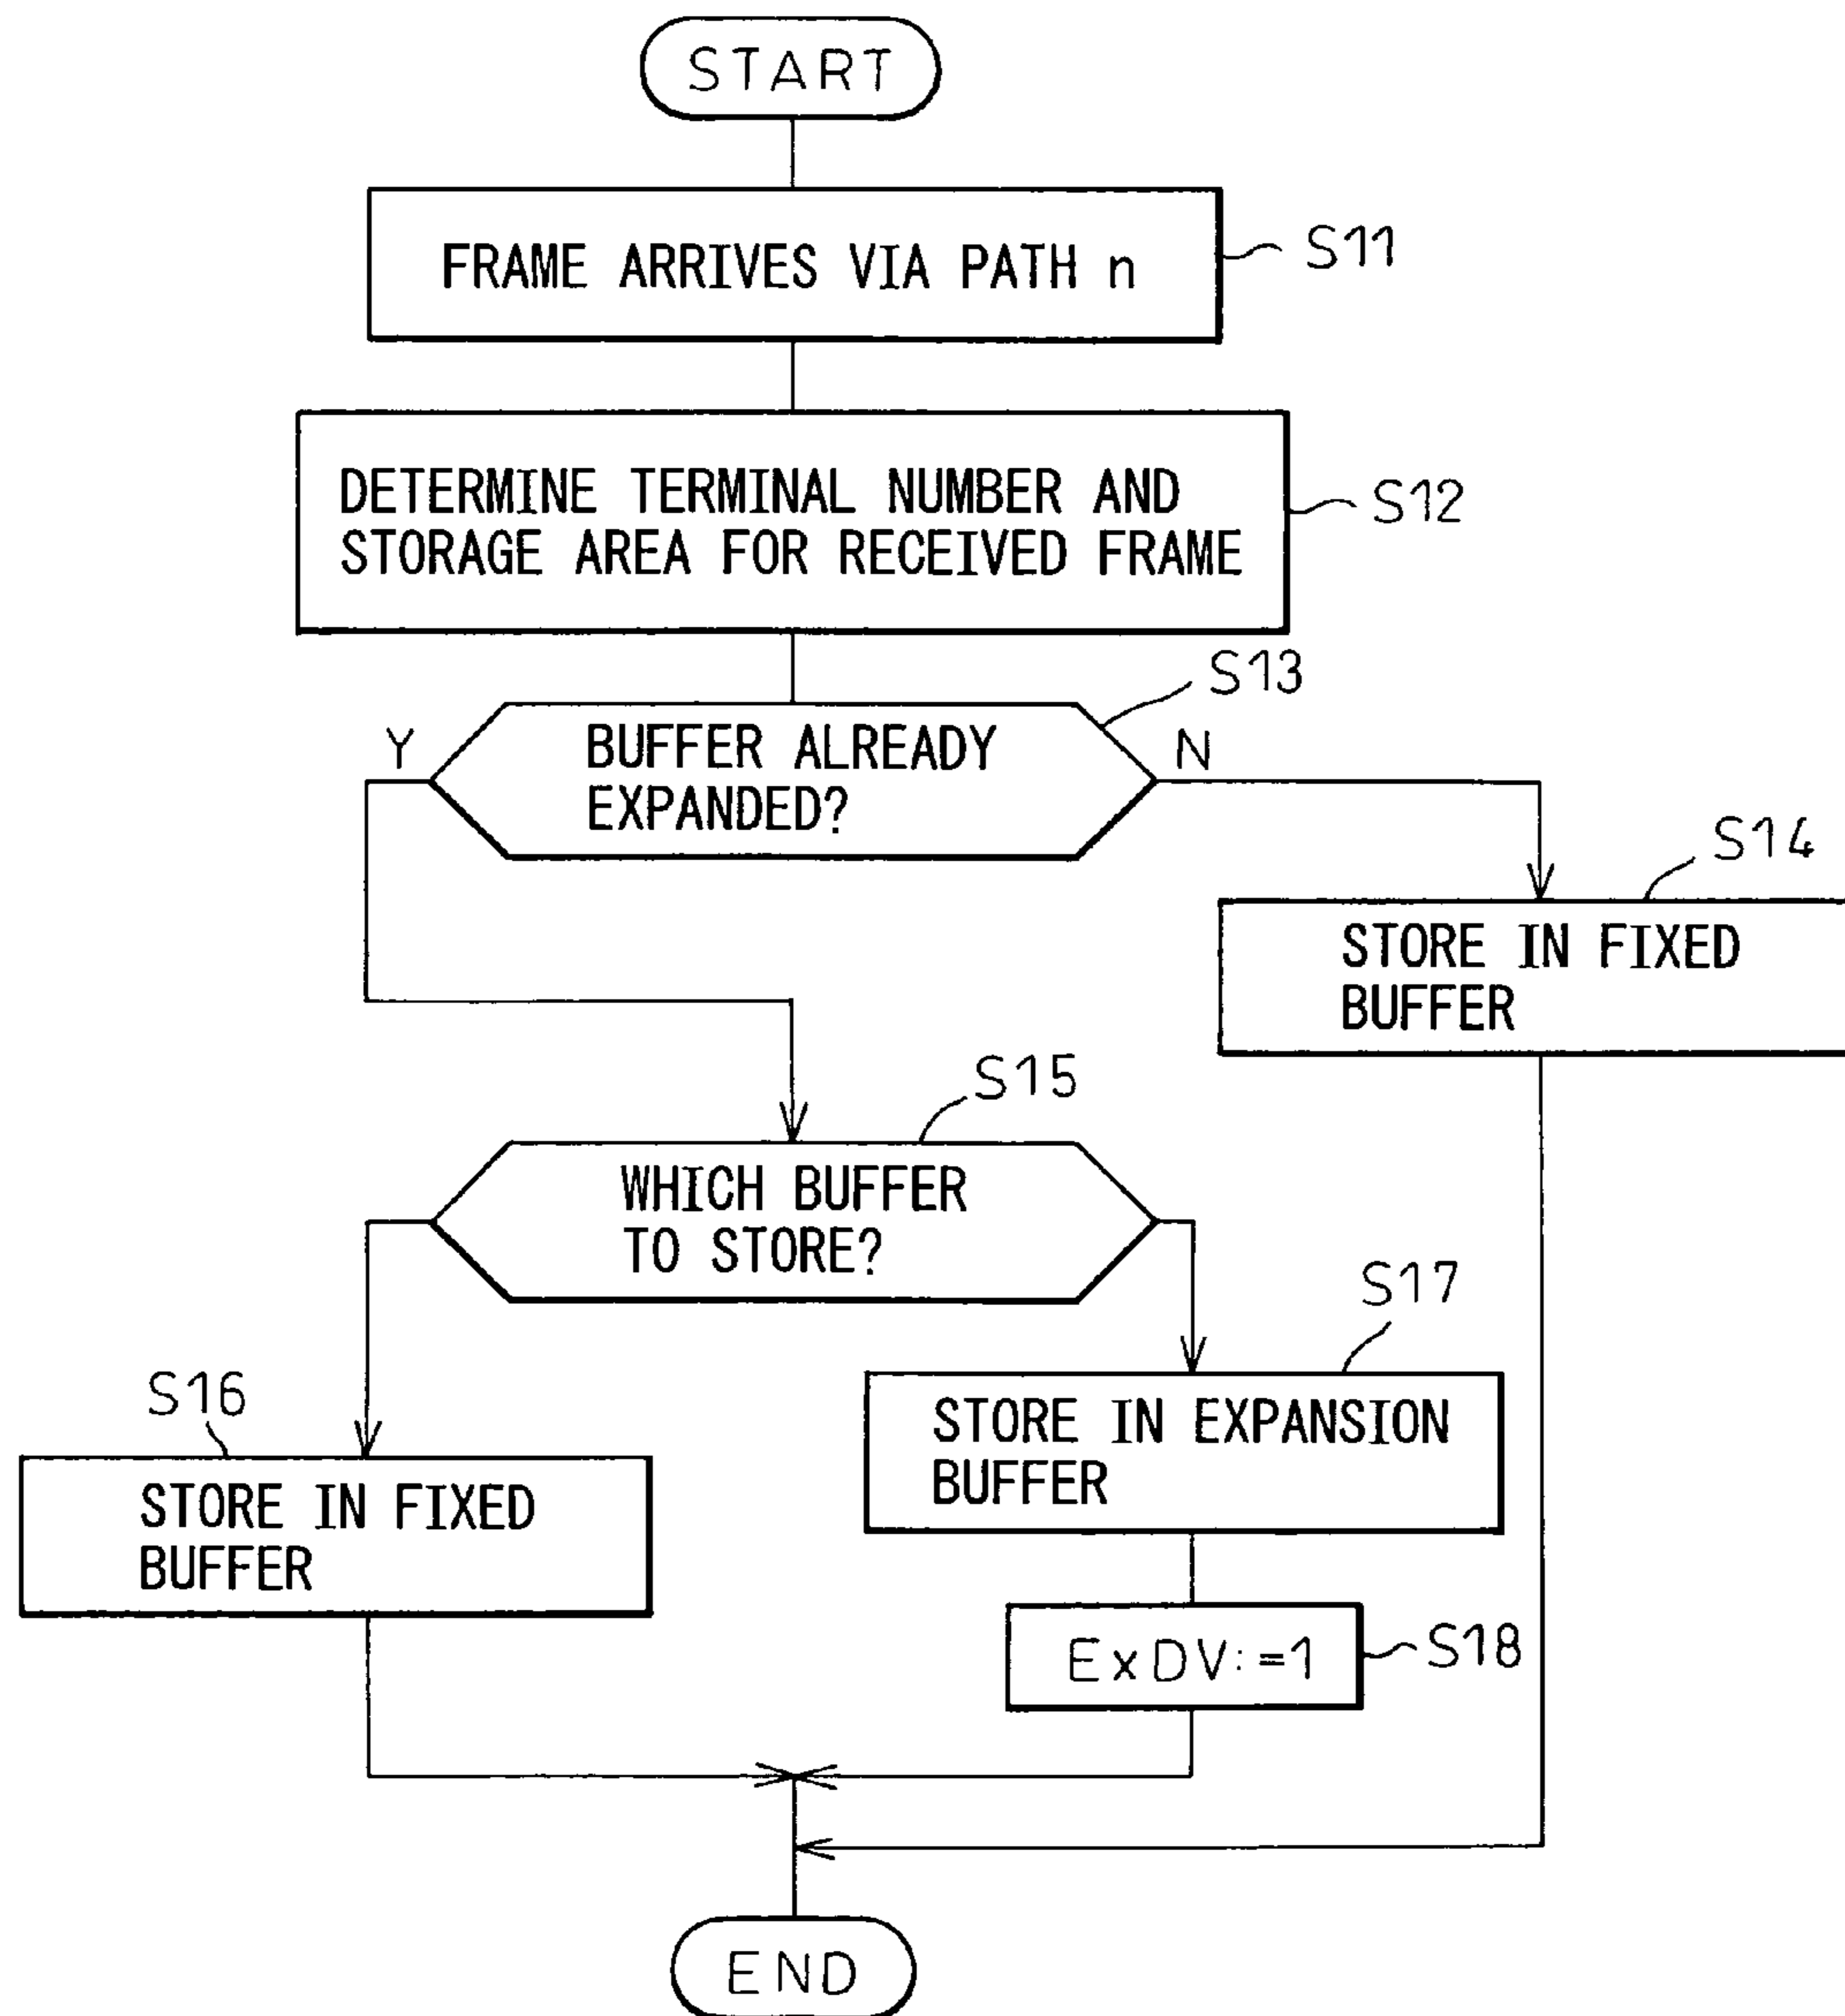 START
FRAME ARRIVES VIA PATH n
S11
DETERMINE TERMINAL NUMBER AND
STORAGE AREA FOR RECEIVED FRAME
S12
S13
Y
BUFFER ALREADY
EXPANDED?
N
S14
STORE IN FIXED
BUFFER
S15
WHICH BUFFER
TO STORE?
S17
S16
STORE IN EXPANSION
BUFFER
STORE IN FIXED
BUFFER
ExDV:=1
S18
END